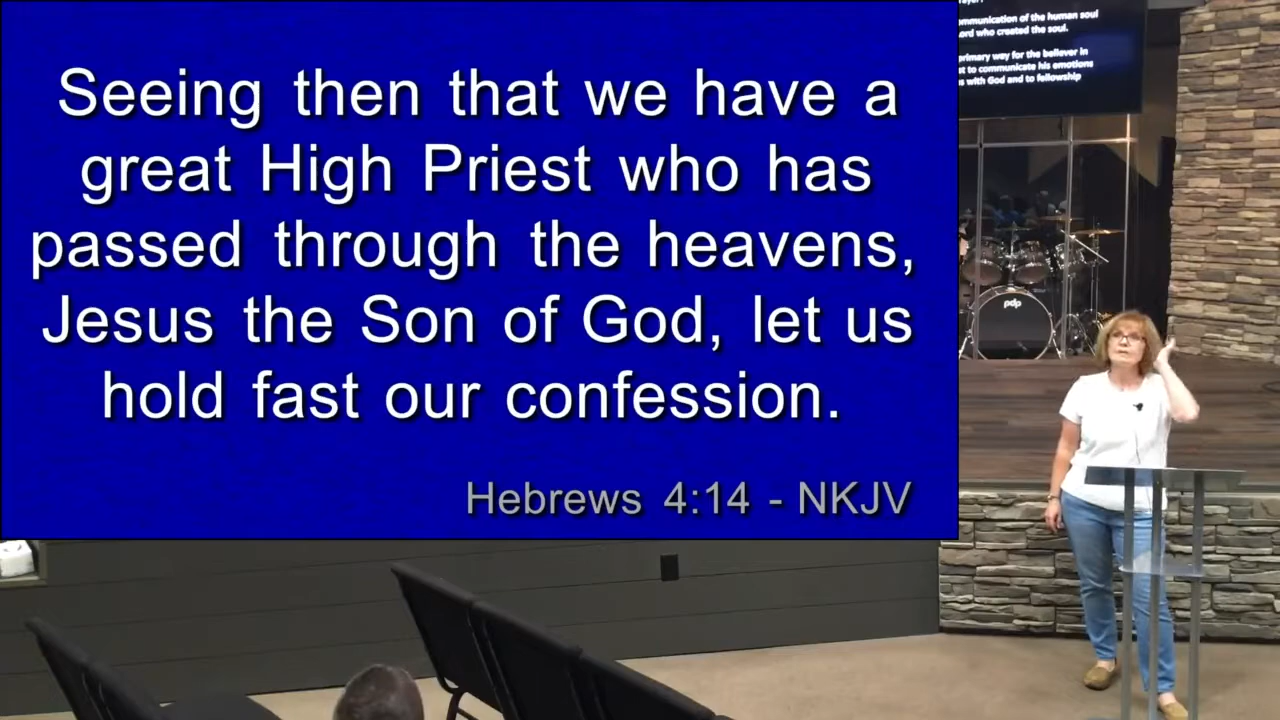 Seeing then that we have a
great High Priest who has
passed through the heavens,
Jesus the Son of God, let us
hold fast our confession.
Hebrews 4:14 - NKJV
of the human soul
who created the soul.
primary way for the believer in
to communicate his emotions
with God and to fellowship
pdp